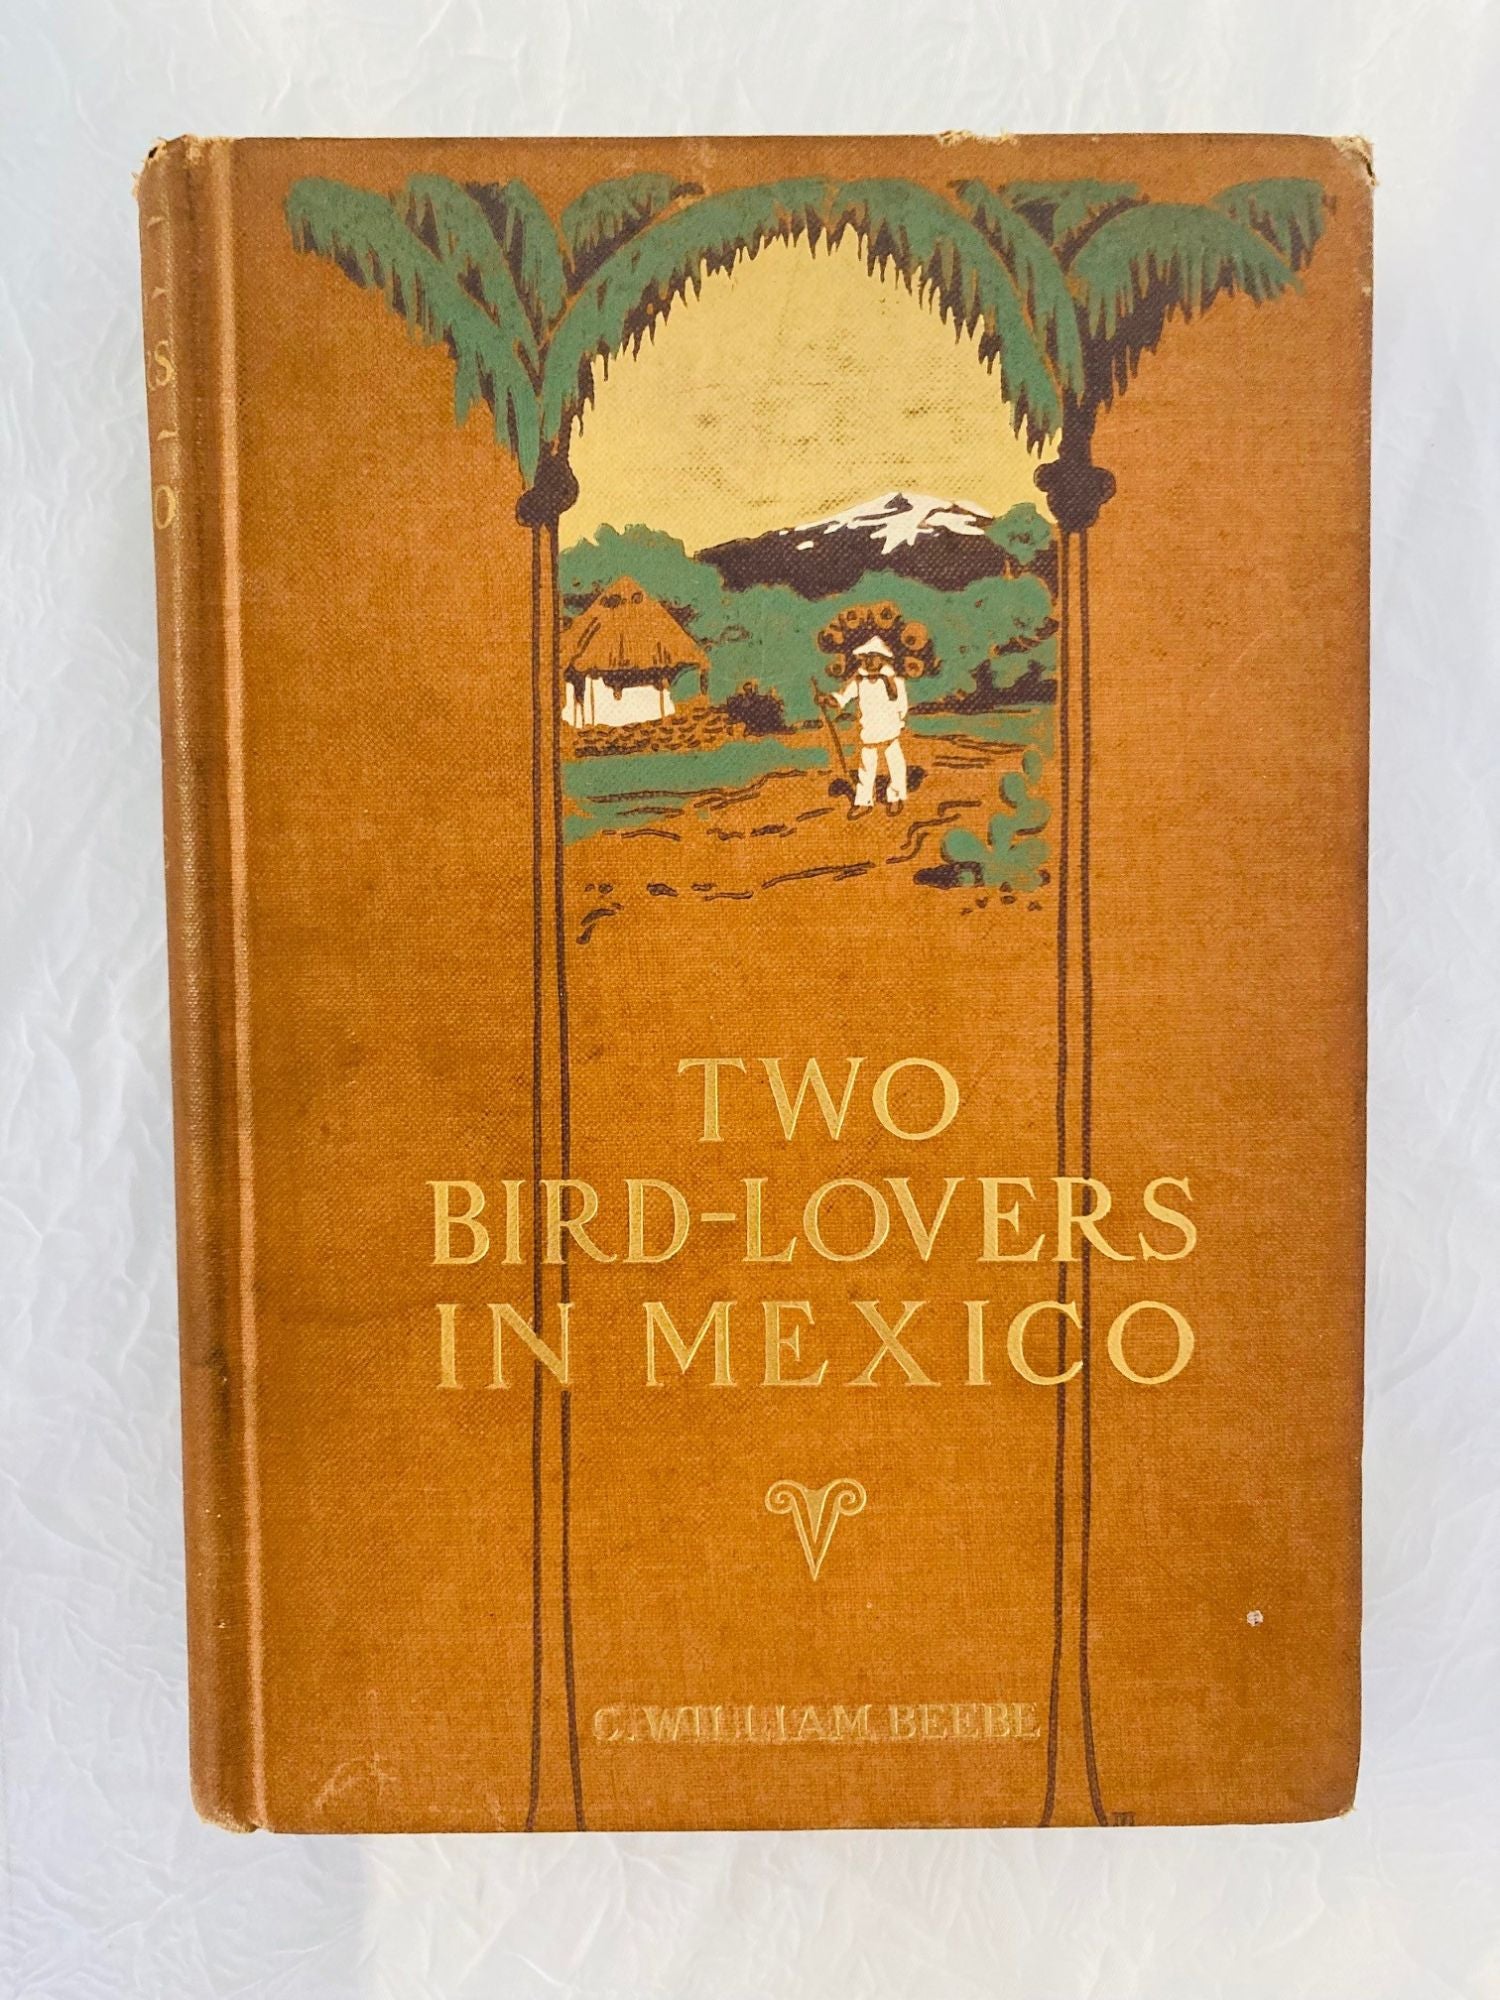 TWO
BIRD-LOVERS
IN MEXICO
C. WILLIAM BEEBE